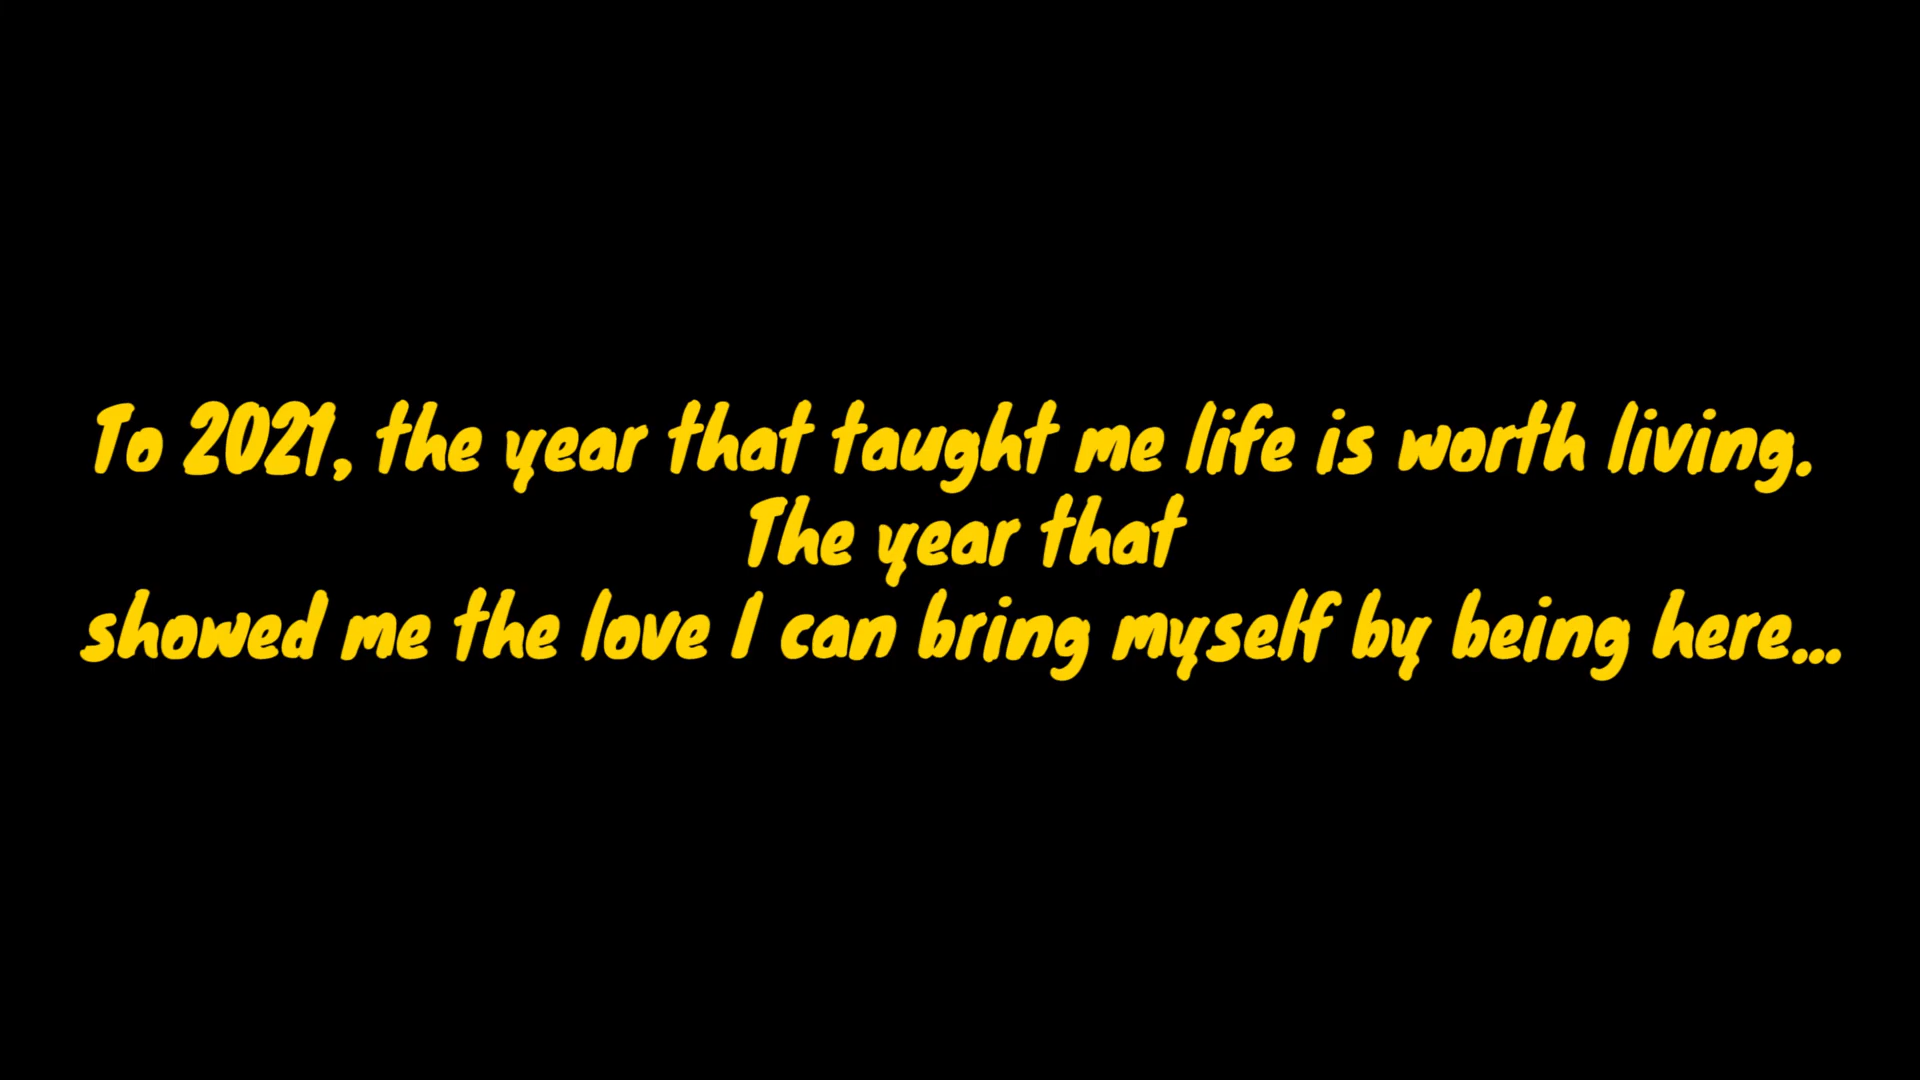 To 2021, the year that taught me life is worth living.
The year that
showed me the love I can bring myself by being here...